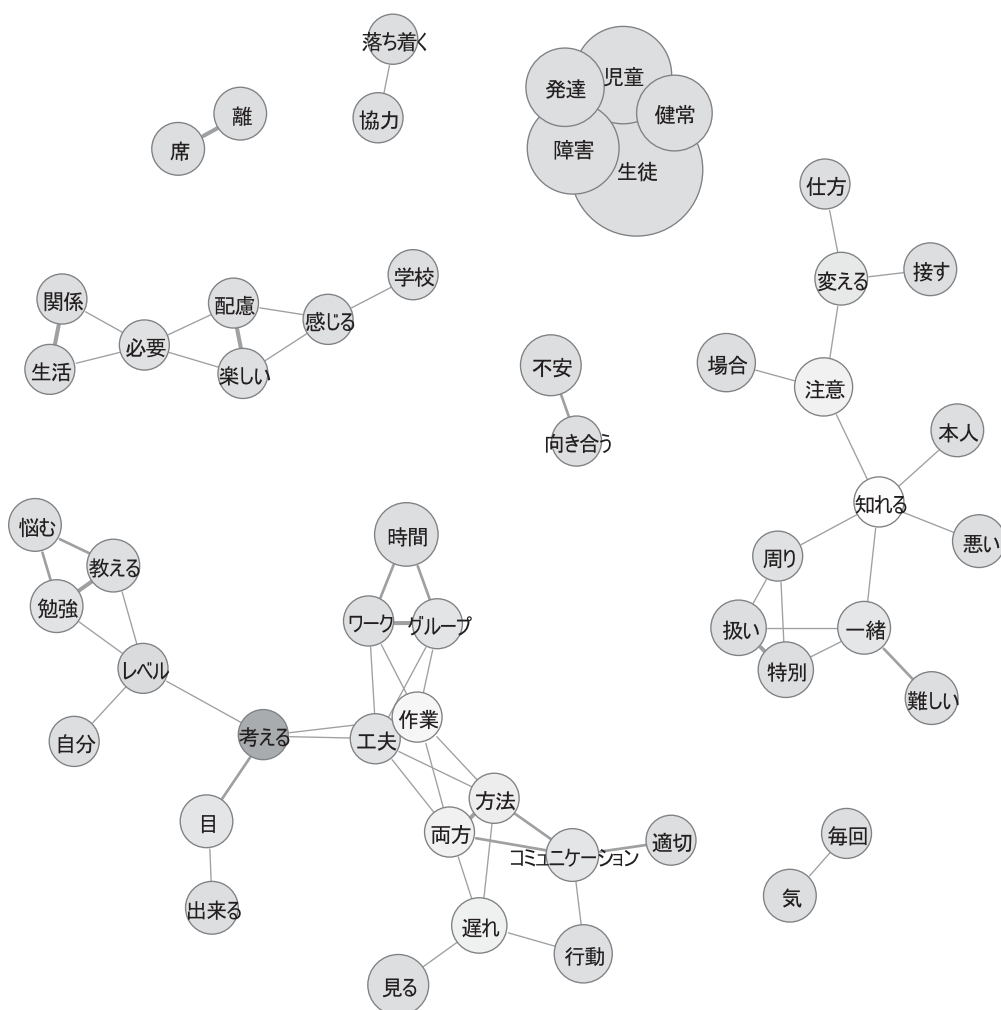 落ち着く
協力
離
席
児童
発達
健常
障害
生徒
仕方
変える
接す
学校
関係
配慮
感じる
必要
生活
楽しい
不安
向き合う
場合
注意
本人
知れる
悪い
周り
扱い
一緒
特別
難しい
悩む
教える
勉強
レベル
自分
時間
ワーク
グループ
作業
工夫
考える
目
出来る
方法
両方
コミュニケーション
適切
遅れ
行動
見る
毎回
気